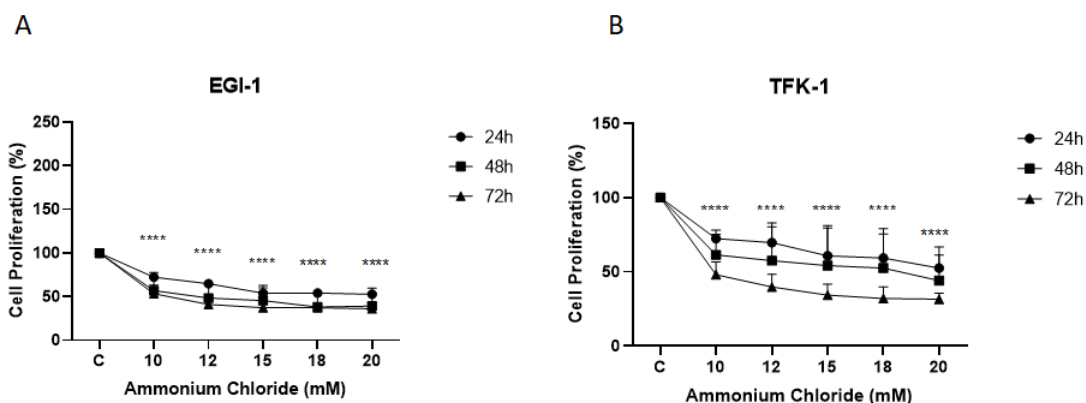 A
EGI-1
Cell Proliferation (%)
250
200
150
100
50
0
**** **** **** **** ****
C 10 12 15 18 20
Ammonium Chloride (mM)
24h
48h
72h
B
TFK-1
Cell Proliferation (%)
150
100
50
0
**** **** **** **** ****
C 10 12 15 18 20
Ammonium Chloride (mM)
24h
48h
72h